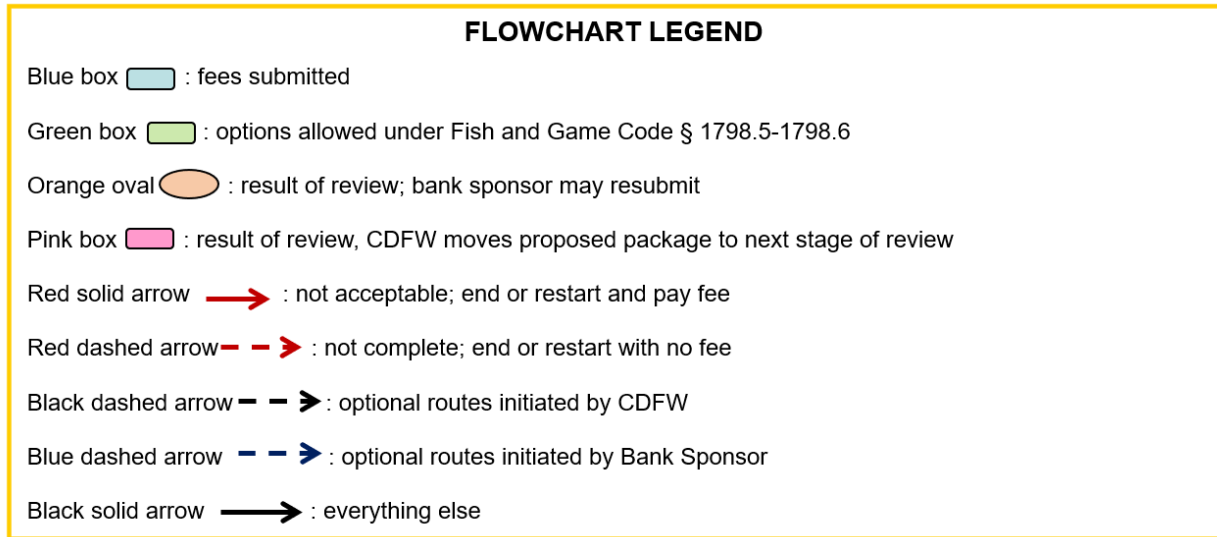 FLOWCHART LEGEND
Blue box : fees submitted
Green box : options allowed under Fish and Game Code § 1798.5-1798.6
Orange oval : result of review; bank sponsor may resubmit
Pink box : result of review, CDFW moves proposed package to next stage of review
Red solid arrow : not acceptable; end or restart and pay fee
Red dashed arrow : not complete; end or restart with no fee
Black dashed arrow : optional routes initiated by CDFW
Blue dashed arrow : optional routes initiated by Bank Sponsor
Black solid arrow : everything else